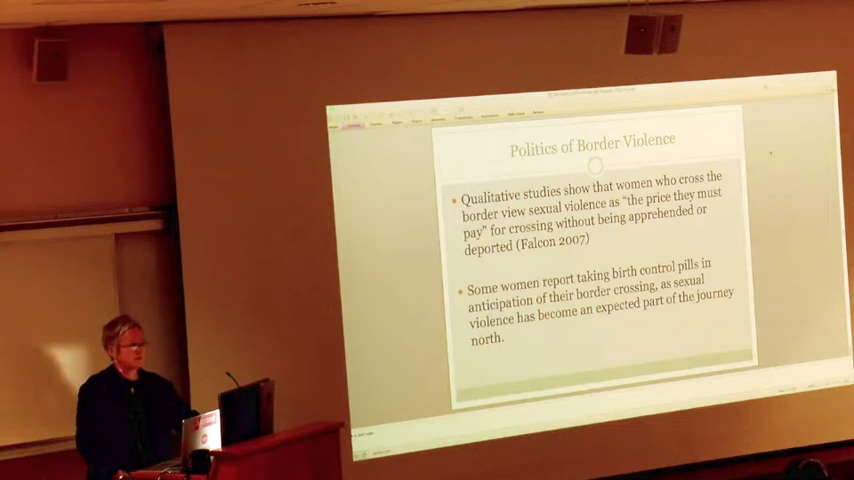 Politics of Border Violence
Qualitative studies show that women who cross the
border view sexual violence as “the price they must
pay” for crossing without being apprehended or
deported (Falcon 2007)
Some women report taking birth control pills in
anticipation of their border crossing, as sexual
violence has become an expected part of the journey
north.